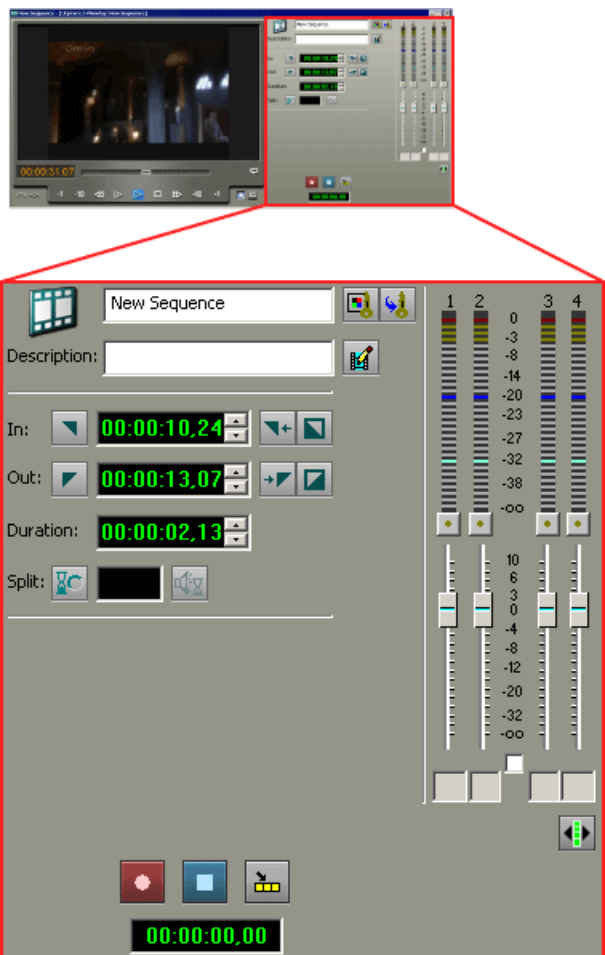 New Sequence
00:00:31,07
New Sequence
Description:
In: 00:00:10,24
Out: 00:00:13,07
Duration: 00:00:02,13
Split:
1 2 3 4
0
-3
-8
-14
-20
-23
-27
-32
-38
-oo
10
6
3
0
-4
-8
-12
-20
-32
-oo
00:00:00,00